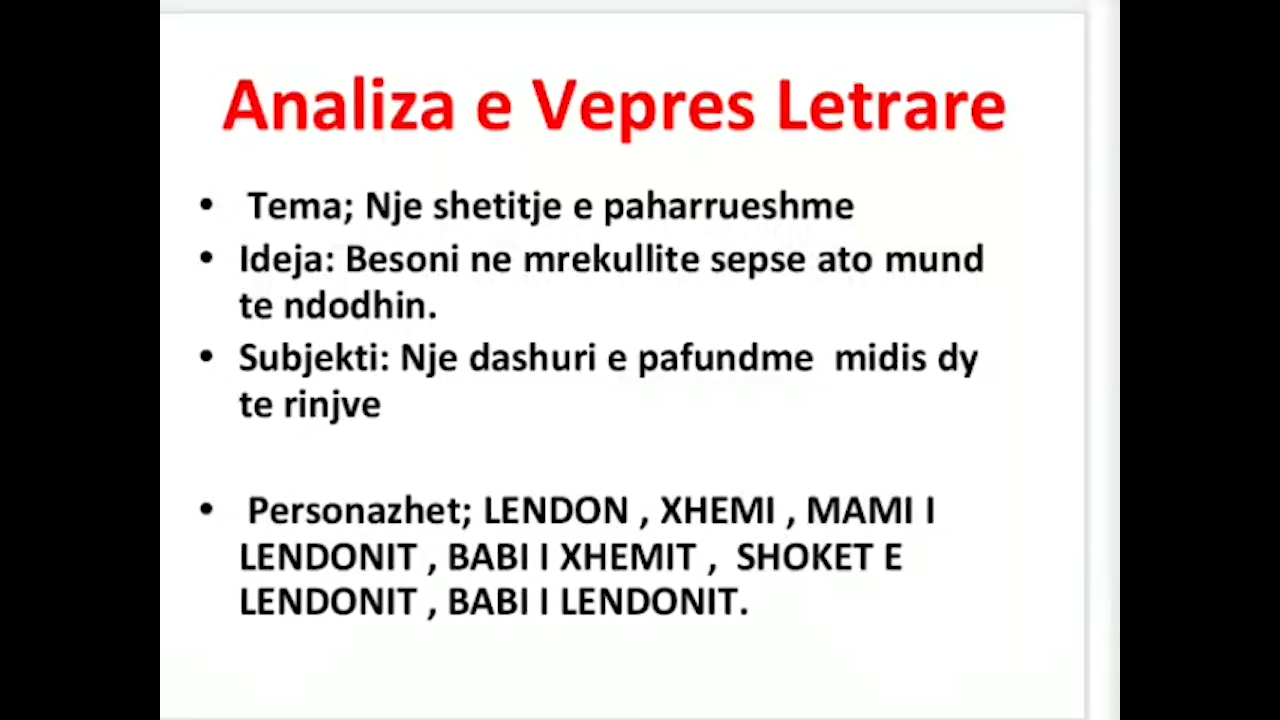 Analiza e Vepres Letrare
• Tema; Nje shetitje e paharrueshme
• Ideja: Besoni ne mrekullite sepse ato mund
te ndodhin.
• Subjekti: Nje dashuri e pafundme midis dy
te rinjve
• Personazhet; LENDON , XHEMI , MAMI I
LENDONIT , BABI I XHEMIT , SHOKET E
LENDONIT , BABI I LENDONIT.